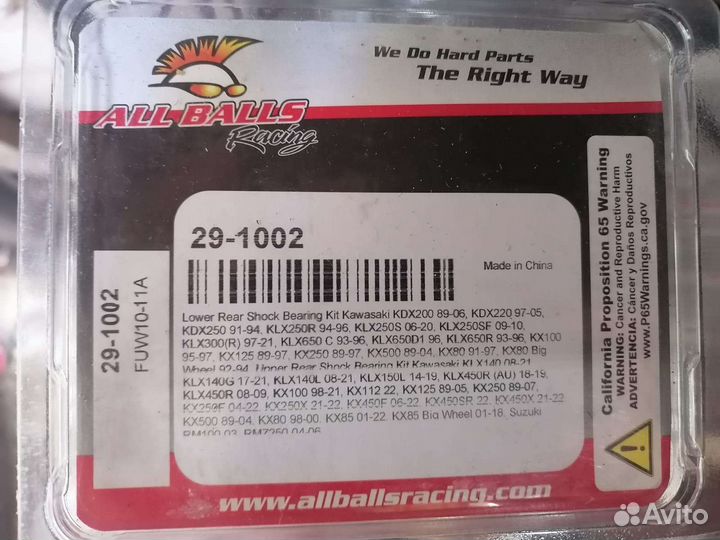 We Do Hard Parts
The Right Way
ALL BALLS
Racing
29-1002
Made in China
Lower Rear Shock Bearing Kit Kawasaki KDX200 89-06, KDX220 97-05,
KDX250 91-94, KLX250R 94-96, KLX250S 06-20, KLX250SF 09-10,
KLX300(R) 97-21, KLX650 C 93-96, KLX650D1 96, KLX650R 93-96, KX100
95-97, KX125 89-97, KX250 89-97, KX500 89-04, KX80 91-97, KX80 Big
Wheel 92-94, Upper Rear Shock Bearing Kit Kawasaki KLX140 08-21,
KLX140G 17-21, KLX140L 08-21, KLX150L 14-19, KLX450R (AU) 18-19,
KLX450R 08-09, KX100 98-21, KX112 22, KX125 89-05, KX250 89-07,
KX250F 04-22, KX250X 21-22, KX450F 06-22, KX450SR 22, KX450X 21-22
KX500 89-04, KX80 98-00, KX85 01-22, KX85 Big Wheel 01-18, Suzuki
RM100 03, RMZ250 04-06
29-1002
FUW10-11A
California Proposition 65 Warning
WARNING: Cancer and Reproductive Harm
ADVERTENCIA: Cáncer y Daños Reproductivos
www.P65Warnings.ca.gov
www.allballsracing.com
Avito